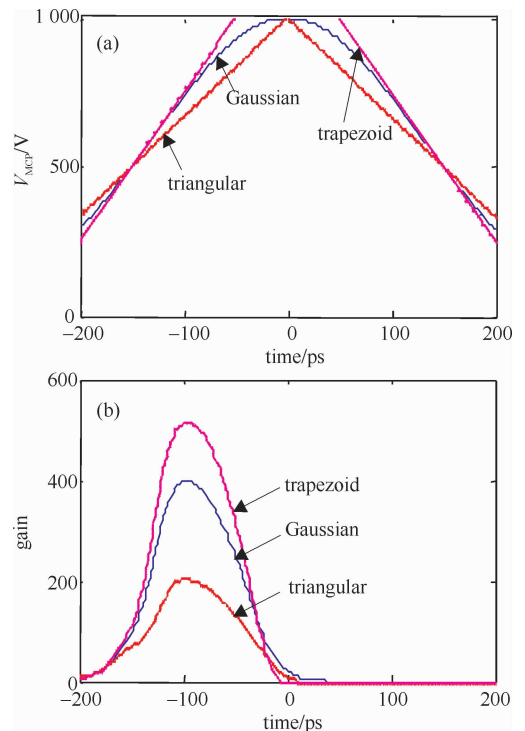 (a)
1 000
500
0
V_MCP/V
Gaussian
trapezoid
triangular
−200
−100
0
100
200
time/ps
(b)
600
400
200
0
gain
trapezoid
Gaussian
triangular
−200
−100
0
100
200
time/ps